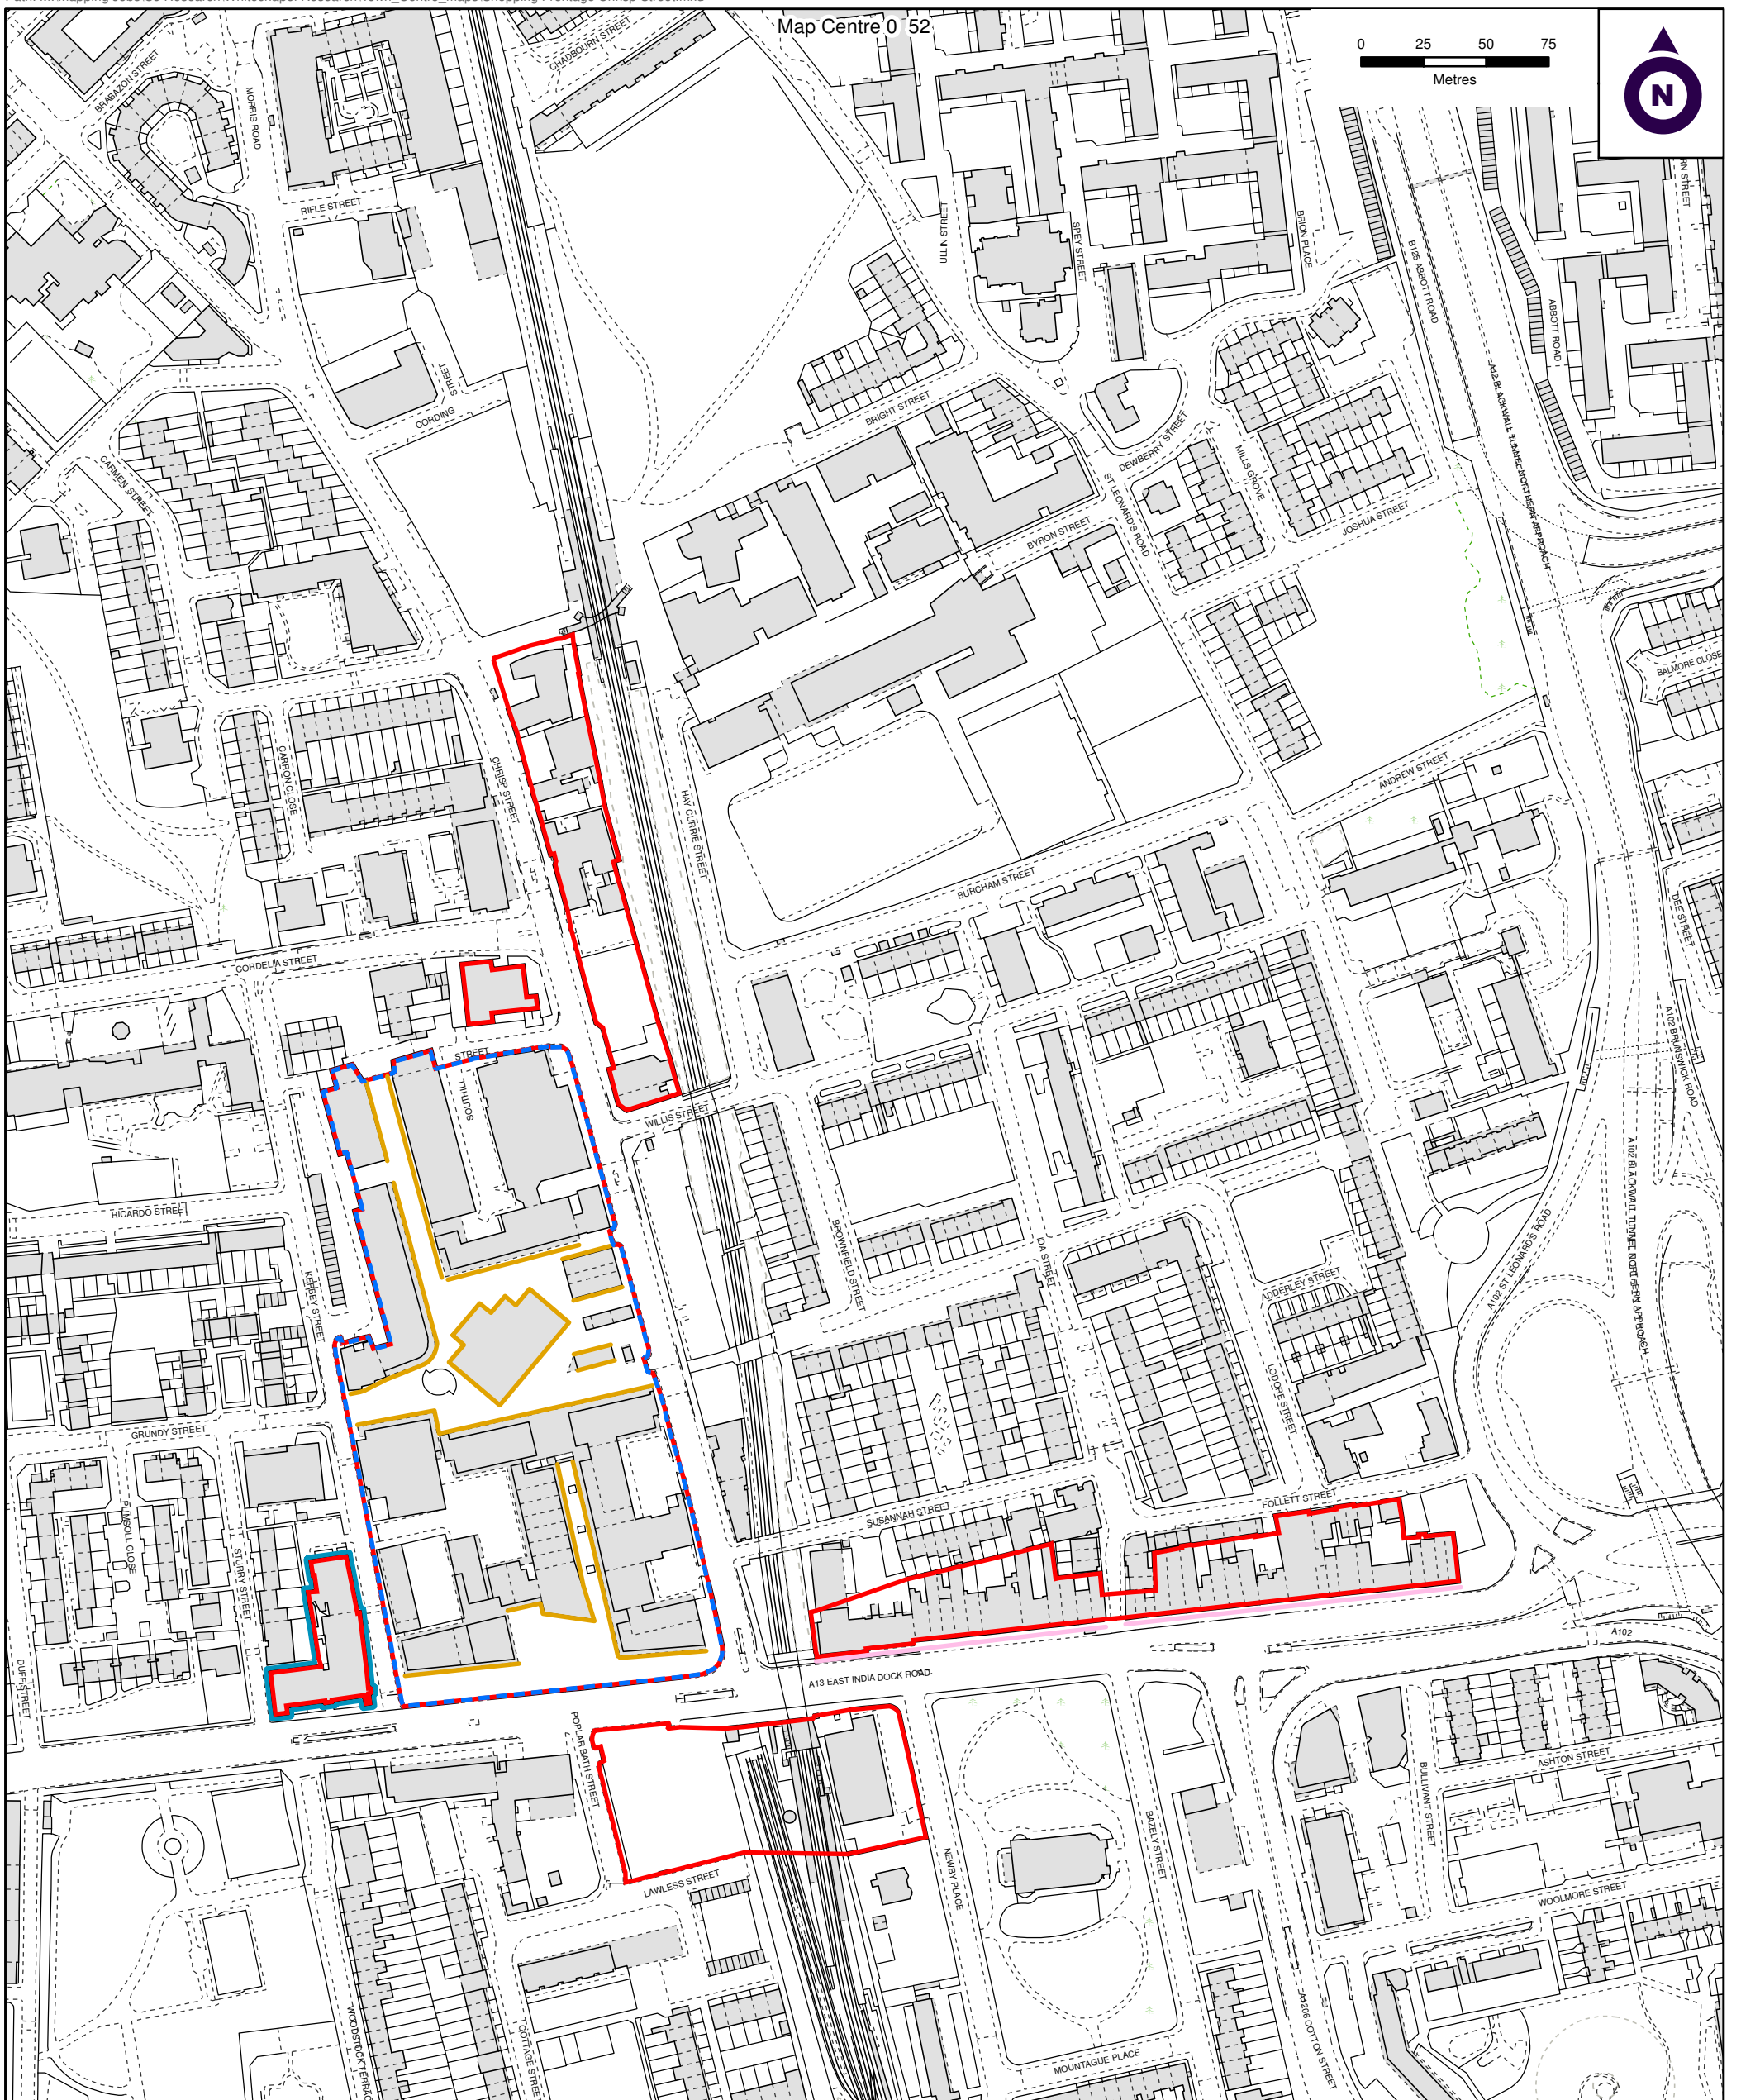 Map Centre 0 52
0 25 50 75
Metres
N
CHADBOURN STREET
BRABAZON STREET
MORRIS ROAD
RIFLE STREET
ULLIN STREET
SPEY STREET
BRION PLACE
B125 ABBOTT ROAD
ABBOTT ROAD
RN STREET
A12 BLACKWALL TUNNEL NORTHERN APPROACH
CORDING
STREET
BRIGHT STREET
DEWBERRY STREET
MILLS GROVE
ST LEONARD'S ROAD
BYRON STREET
JOSHUA STREET
CARMEN STREET
BALMORE CLOSE
CARRON CLOSE
CHRISP STREET
HAY CURRIE STREET
ANDREW STREET
BURCHAM STREET
DEE STREET
CORDELIA STREET
A102 BRUNSWICK ROAD
STREET
SOUTHILL
WILLIS STREET
RICARDO STREET
KERBEY STREET
BROWNFIELD STREET
IDA STREET
ADDERLEY STREET
A102 ST LEONARD'S ROAD
A102 BLACKWALL TUNNEL NORTHERN APPROACH
LODORE STREET
GRUNDY STREET
PLIMSOLL CLOSE
STURRY STREET
SUSANNAH STREET
FOLLETT STREET
DUFF STREET
A102
A13 EAST INDIA DOCK ROAD
POPLAR BATH STREET
LAWLESS STREET
NEWBY PLACE
BAZELY STREET
BULLIVANT STREET
ASHTON STREET
WOOLMORE STREET
WOODSTOCK TERRAC
COTTAGE STREE
MOUNTAGUE PLACE
A1206 COTTON STREET